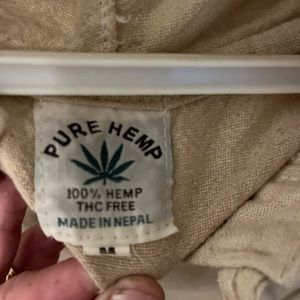 PURE HEMP
100% HEMP
THC FREE
MADE IN NEPAL
M